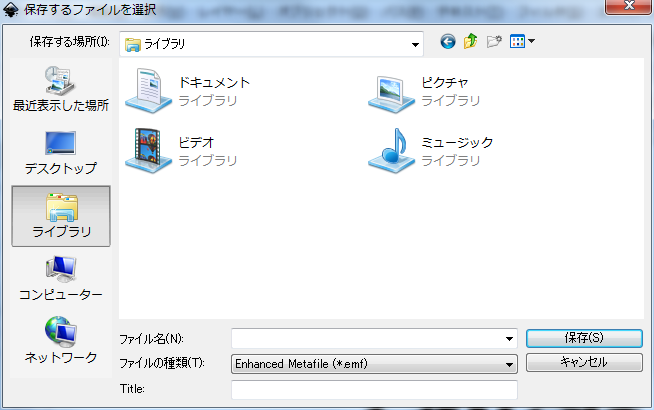 保存するファイルを選択
保存する場所(I):
ライブラリ
最近表示した場所
デスクトップ
ライブラリ
コンピューター
ネットワーク
ドキュメント
ライブラリ
ピクチャ
ライブラリ
ビデオ
ライブラリ
ミュージック
ライブラリ
ファイル名(N):
保存(S)
ファイルの種類(T):
Enhanced Metafile (*.emf)
キャンセル
Title: